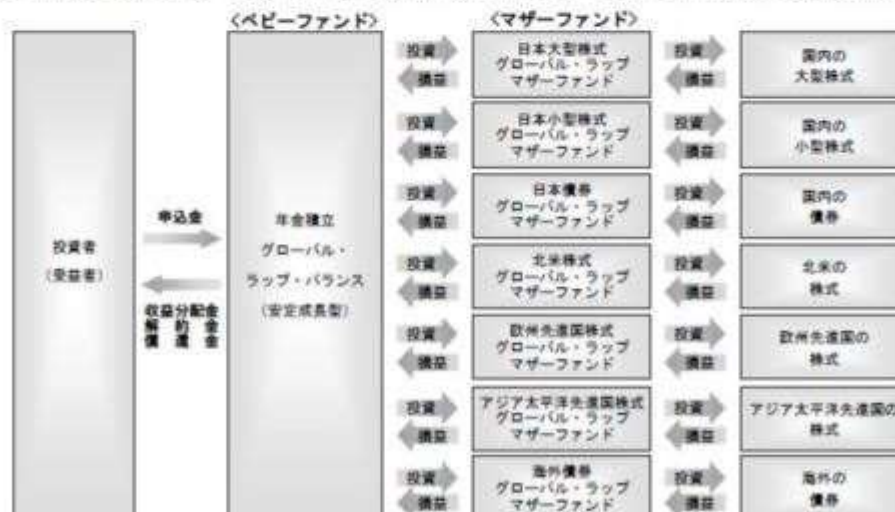 〈ベビーファンド〉
〈マザーファンド〉
投資者
(受益者)
申込金
収益分配金
解約金
償還金
年金積立
グローバル・
ラップ・バランス
(安定成長型)
投資
損益
日本大型株式
グローバル・ラップ
マザーファンド
投資
損益
国内の
大型株式
投資
損益
日本小型株式
グローバル・ラップ
マザーファンド
投資
損益
国内の
小型株式
投資
損益
日本債券
グローバル・ラップ
マザーファンド
投資
損益
国内の
債券
投資
損益
北米株式
グローバル・ラップ
マザーファンド
投資
損益
北米の
株式
投資
損益
欧州先進国株式
グローバル・ラップ
マザーファンド
投資
損益
欧州先進国の
株式
投資
損益
アジア太平洋先進国株式
グローバル・ラップ
マザーファンド
投資
損益
アジア太平洋先進国の
株式
投資
損益
海外債券
グローバル・ラップ
マザーファンド
投資
損益
海外の
債券